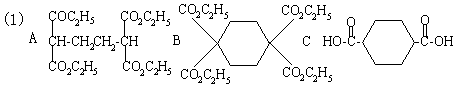 (1)
A
COC₂H₅ CO₂C₂H₅
CH-CH₂CH₂-CH
CO₂C₂H₅ CO₂C₂H₅
B
CO₂C₂H₅ CO₂C₂H₅
CO₂C₂H₅ CO₂C₂H₅
C
O O
HO-C C-OH